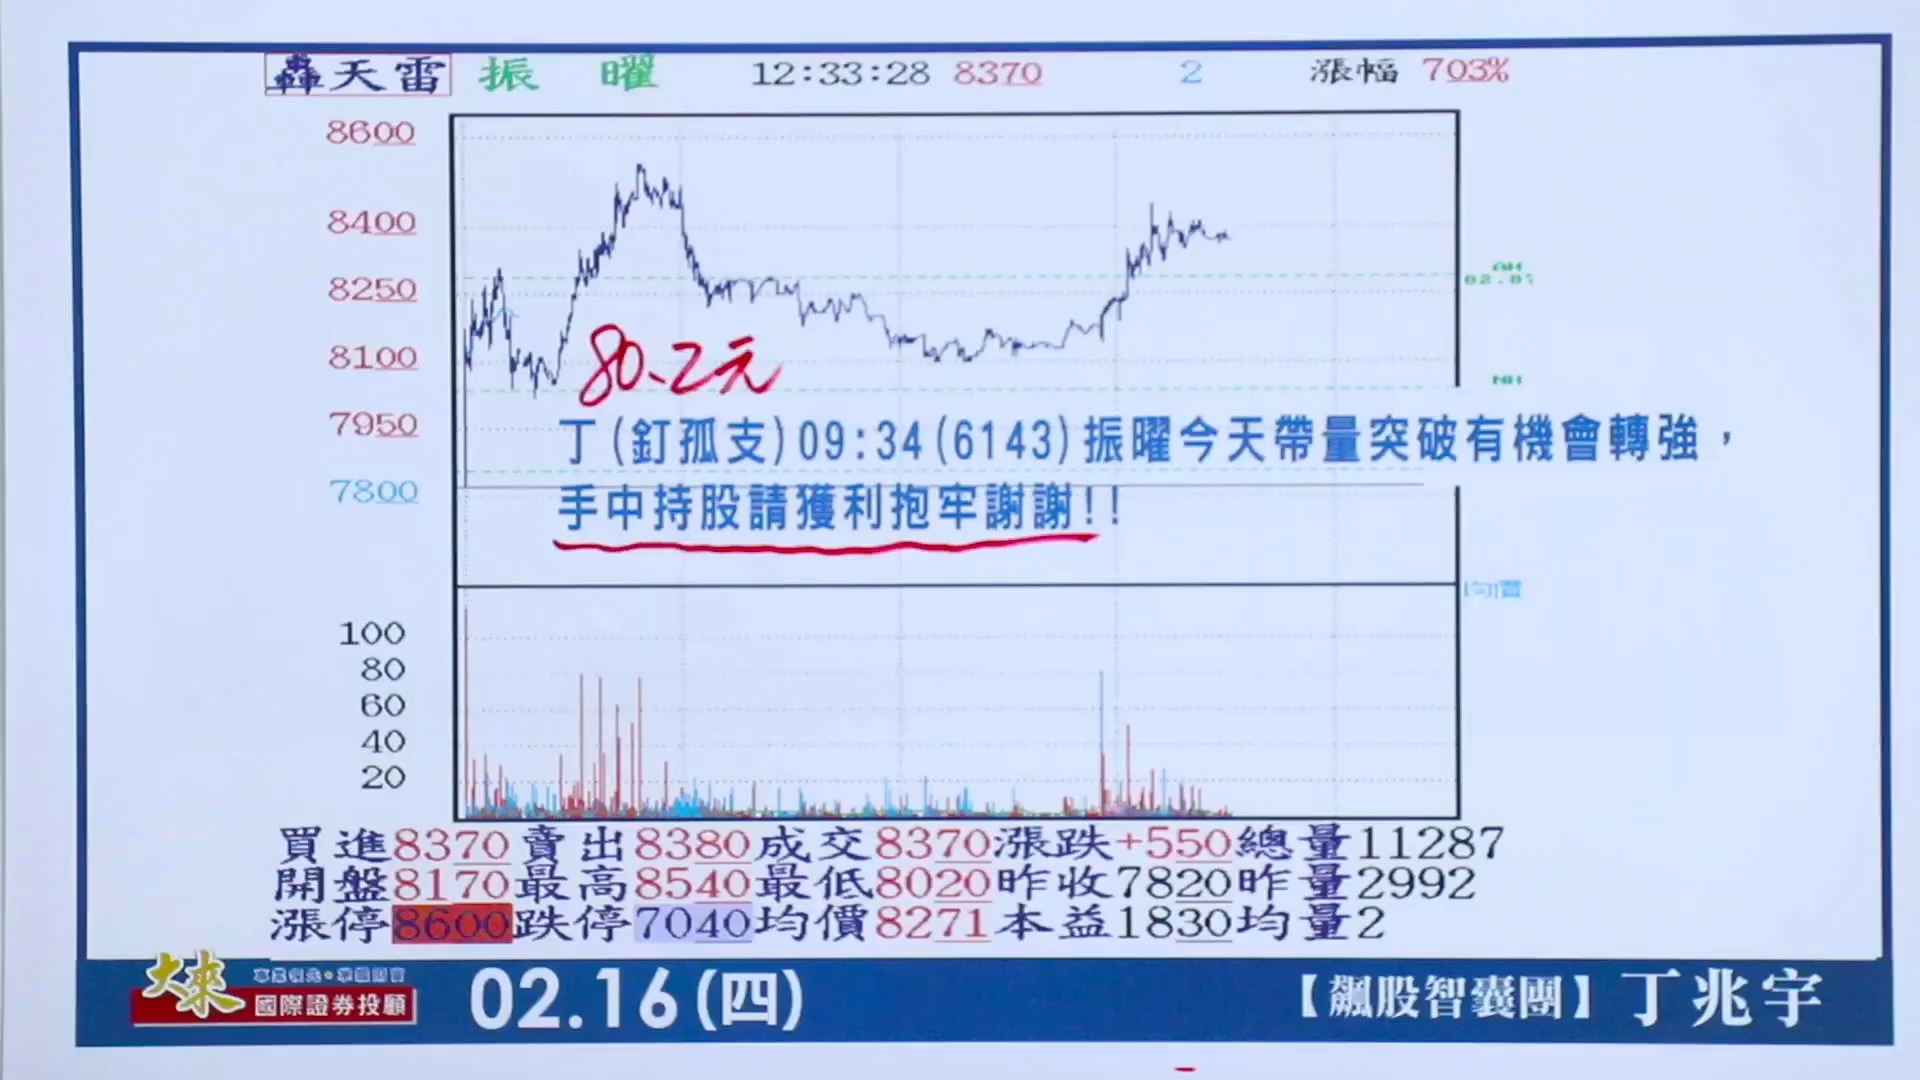 轟天雷 振 曜 12:33:28 8370 2 漲幅 703%
8600
8400
8250
8100
7950
7800
80.2元
丁(釘孤支)09:34(6143)振曜今天帶量突破有機會轉強，
手中持股請獲利抱牢謝謝!!
AH
NH
均價
100
80
60
40
20
買進8370賣出8380成交8370漲跌+550總量11287
開盤8170最高8540最低8020昨收7820昨量2992
漲停8600跌停7040均價8271本益1830均量2
大來
國際證券投顧
02.16(四)
【飆股智囊團】丁兆宇